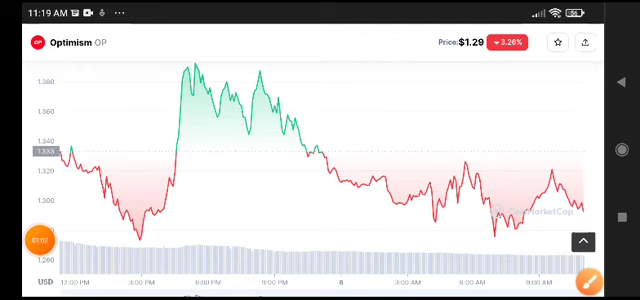 11:19 AM
OP Optimism OP Price: $1.29 3.26%
1.380
1.360
1.340
1.333
1.320
1.300
CoinMarketCap
01:02
1.260
USD 12:00 PM 3:00 PM 6:00 PM 9:00 PM 6 3:00 AM 6:00 AM 9:00 AM